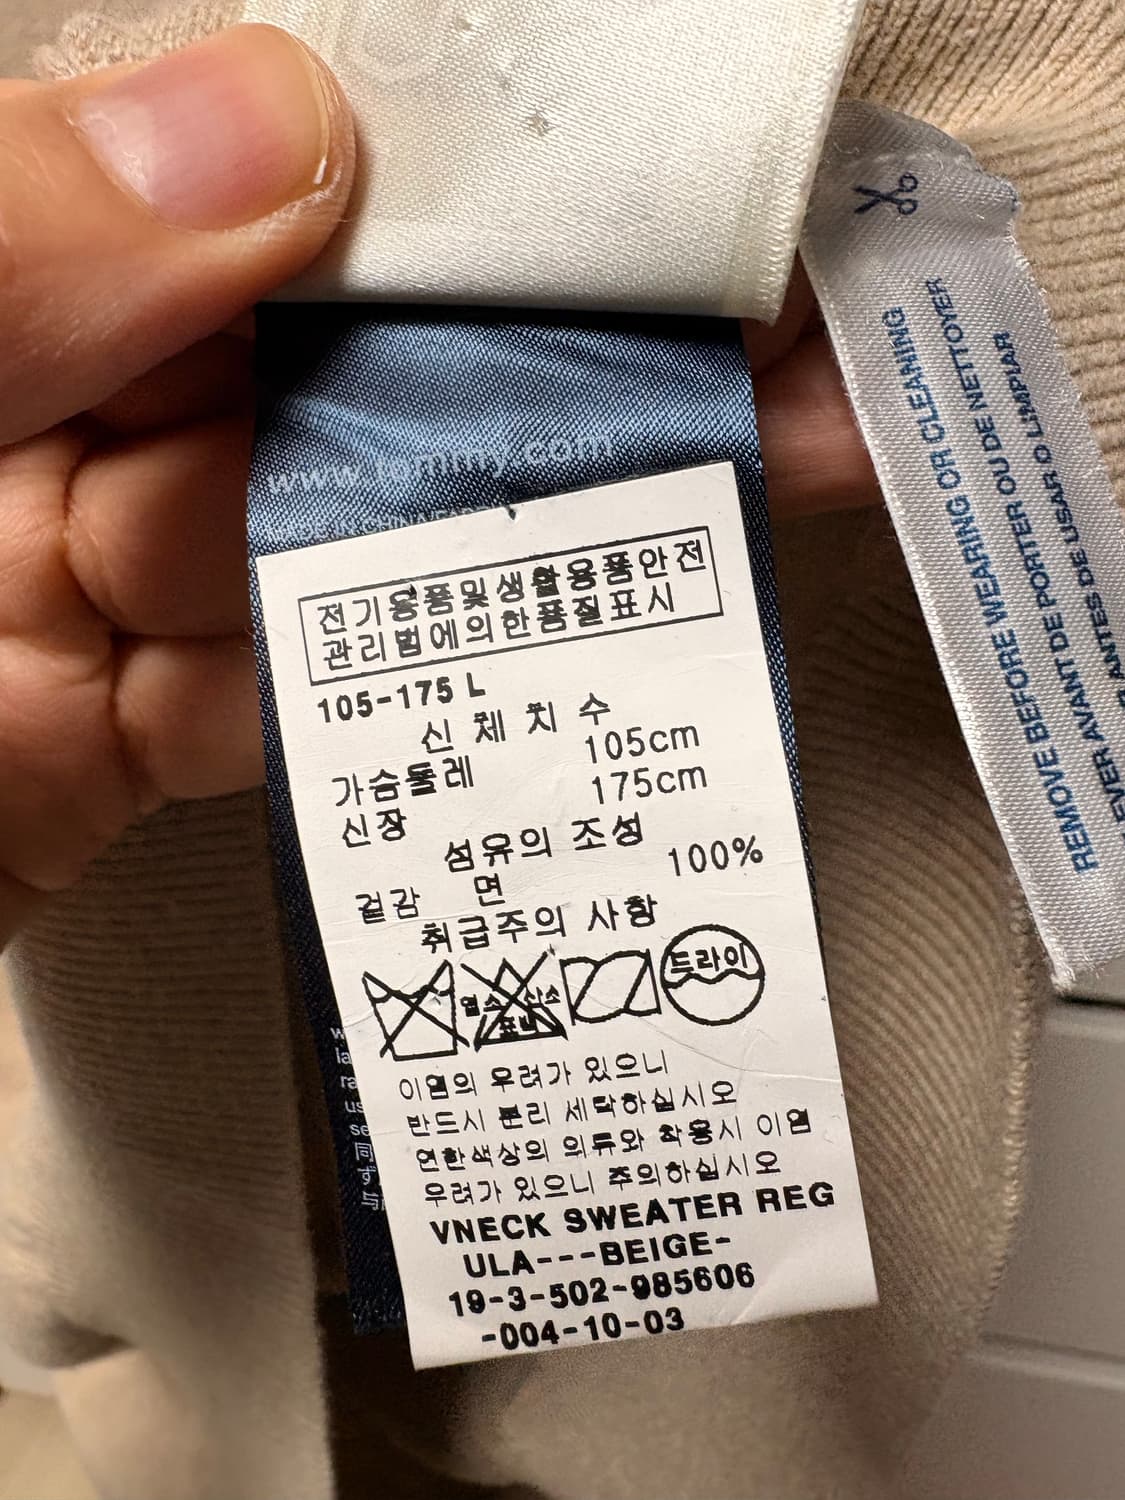 www.tommy.com
전기용품및생활용품안전
관리법에의한품질표시
105-175 L
신 체 치 수
가슴둘레 105cm
신장 175cm
섬유의 조성
겉감 면 100%
취급주의 사항
염소 산소
표백
드라이
이염의 우려가 있으니
반드시 분리 세탁하십시오
연한색상의 의류와 착용시 이염
우려가 있으니 주의하십시오
VNECK SWEATER REG
ULA---BEIGE-
19-3-502-985606
-004-10-03
REMOVE BEFORE WEARING OR CLEANING
REMOVE AVANT DE PORTER OU DE NETTOYER
ANTES DE USAR O LIMPIAR